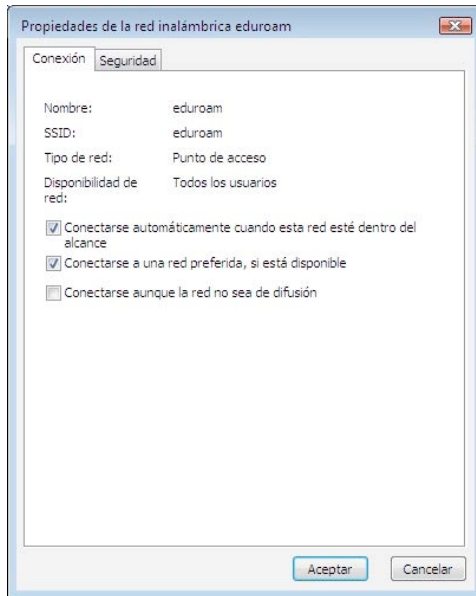 Propiedades de la red inalámbrica eduroam
Conexión Seguridad
Nombre: eduroam
SSID: eduroam
Tipo de red: Punto de acceso
Disponibilidad de Todos los usuarios
red:
Conectarse automáticamente cuando esta red esté dentro del
alcance
Conectarse a una red preferida, si está disponible
Conectarse aunque la red no sea de difusión
Aceptar Cancelar